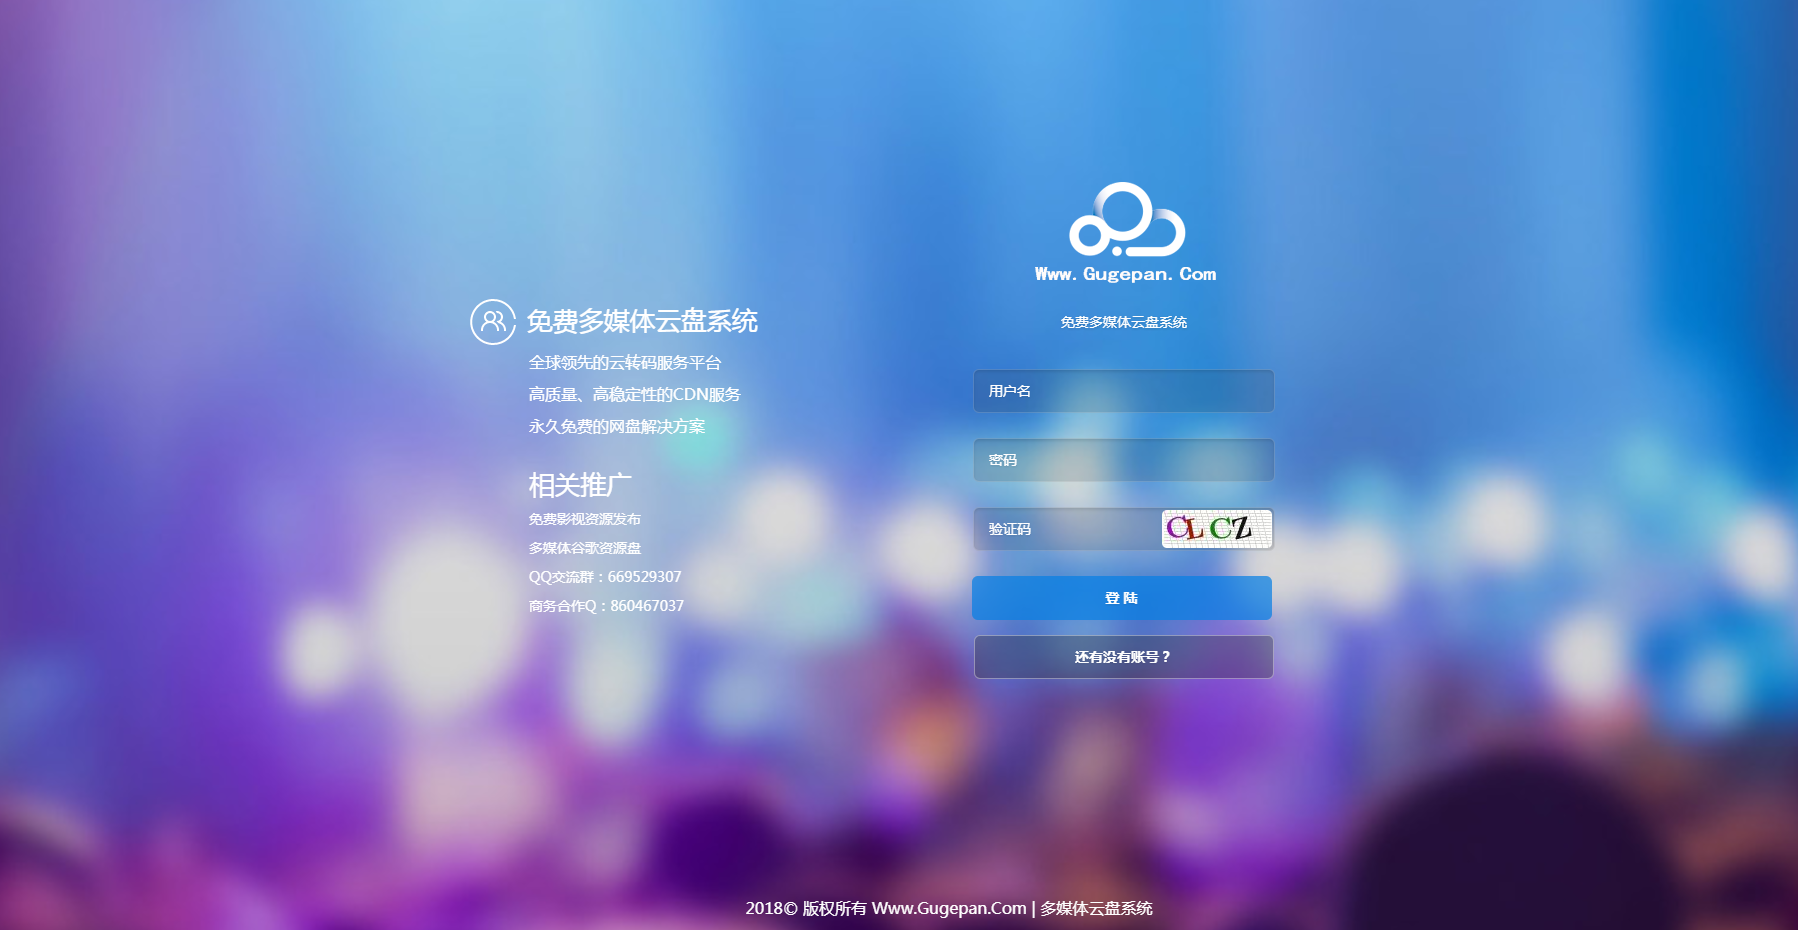 免费多媒体云盘系统
全球领先的云转码服务平台
高质量、高稳定性的CDN服务
永久免费的网盘解决方案
相关推广
免费影视资源发布
多媒体谷歌资源盘
QQ交流群：669529307
商务合作Q：860467037
Www.Gugepan.Com
免费多媒体云盘系统
用户名
密码
验证码
CLCZ
登 陆
还有没有账号？
2018© 版权所有 Www.Gugepan.Com | 多媒体云盘系统